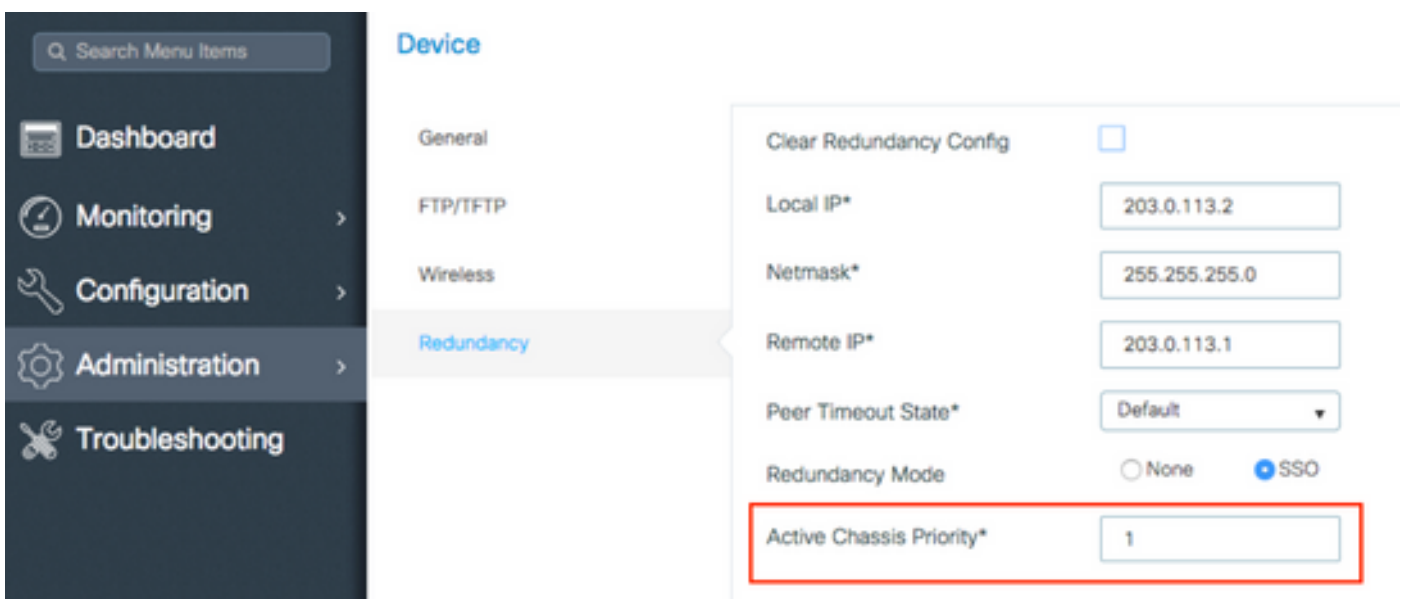 Search Menu Items
Dashboard
Monitoring
Configuration
Administration
Troubleshooting
Device
General
FTP/TFTP
Wireless
Redundancy
Clear Redundancy Config
Local IP* 203.0.113.2
Netmask* 255.255.255.0
Remote IP* 203.0.113.1
Peer Timeout State* Default
Redundancy Mode None SSO
Active Chassis Priority* 1